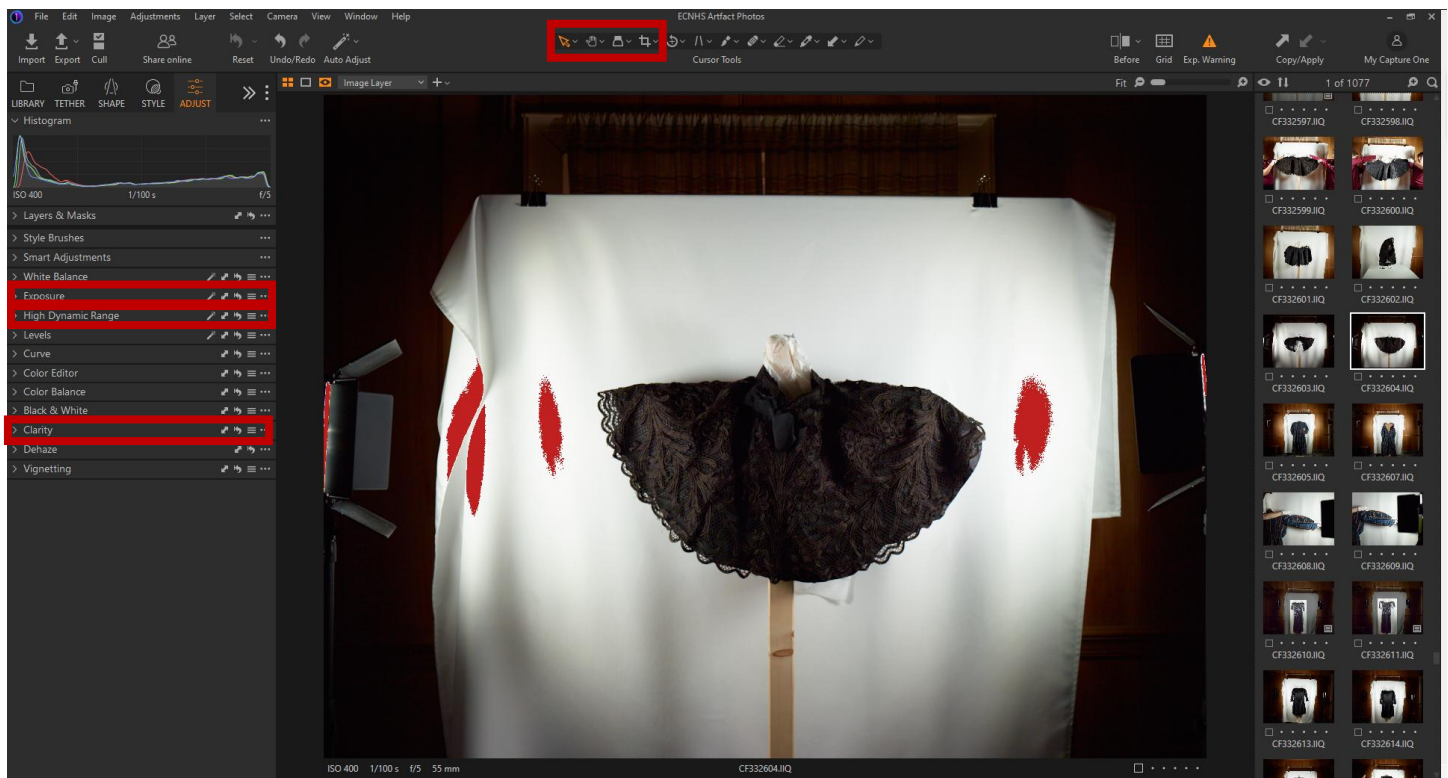 File Edit Image Adjustments Layer Select Camera View Window Help
ECNHS Artfact Photos
Import Export Cull Share online Reset Undo/Redo Auto Adjust
Cursor Tools
Before Grid Exp. Warning Copy/Apply My Capture One
LIBRARY TETHER SHAPE STYLE ADJUST
Image Layer
Fit
1 of 1077
Histogram
ISO 400 1/100 s f/5
Layers & Masks
Style Brushes
Smart Adjustments
White Balance
Exposure
High Dynamic Range
Levels
Curve
Color Editor
Color Balance
Black & White
Clarity
Dehaze
Vignetting
ISO 400 1/100 s f/5 55 mm
CF332604.IIQ
CF332597.IIQ CF332598.IIQ
CF332599.IIQ CF332600.IIQ
CF332601.IIQ CF332602.IIQ
CF332603.IIQ CF332604.IIQ
CF332605.IIQ CF332607.IIQ
CF332608.IIQ CF332609.IIQ
CF332610.IIQ CF332611.IIQ
CF332613.IIQ CF332614.IIQ